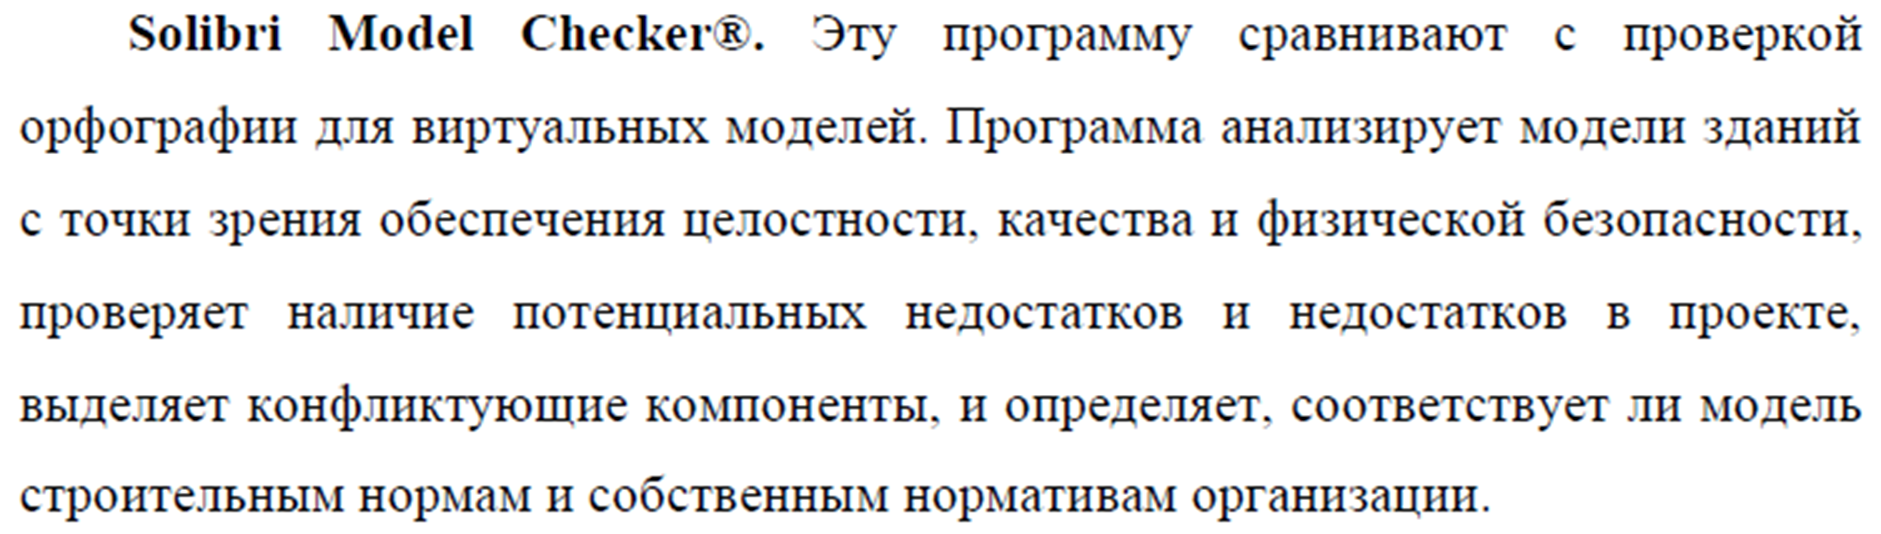 Solibri Model Checker®. Эту программу сравнивают с проверкой
орфографии для виртуальных моделей. Программа анализирует модели зданий
с точки зрения обеспечения целостности, качества и физической безопасности,
проверяет наличие потенциальных недостатков и недостатков в проекте,
выделяет конфликтующие компоненты, и определяет, соответствует ли модель
строительным нормам и собственным нормативам организации.